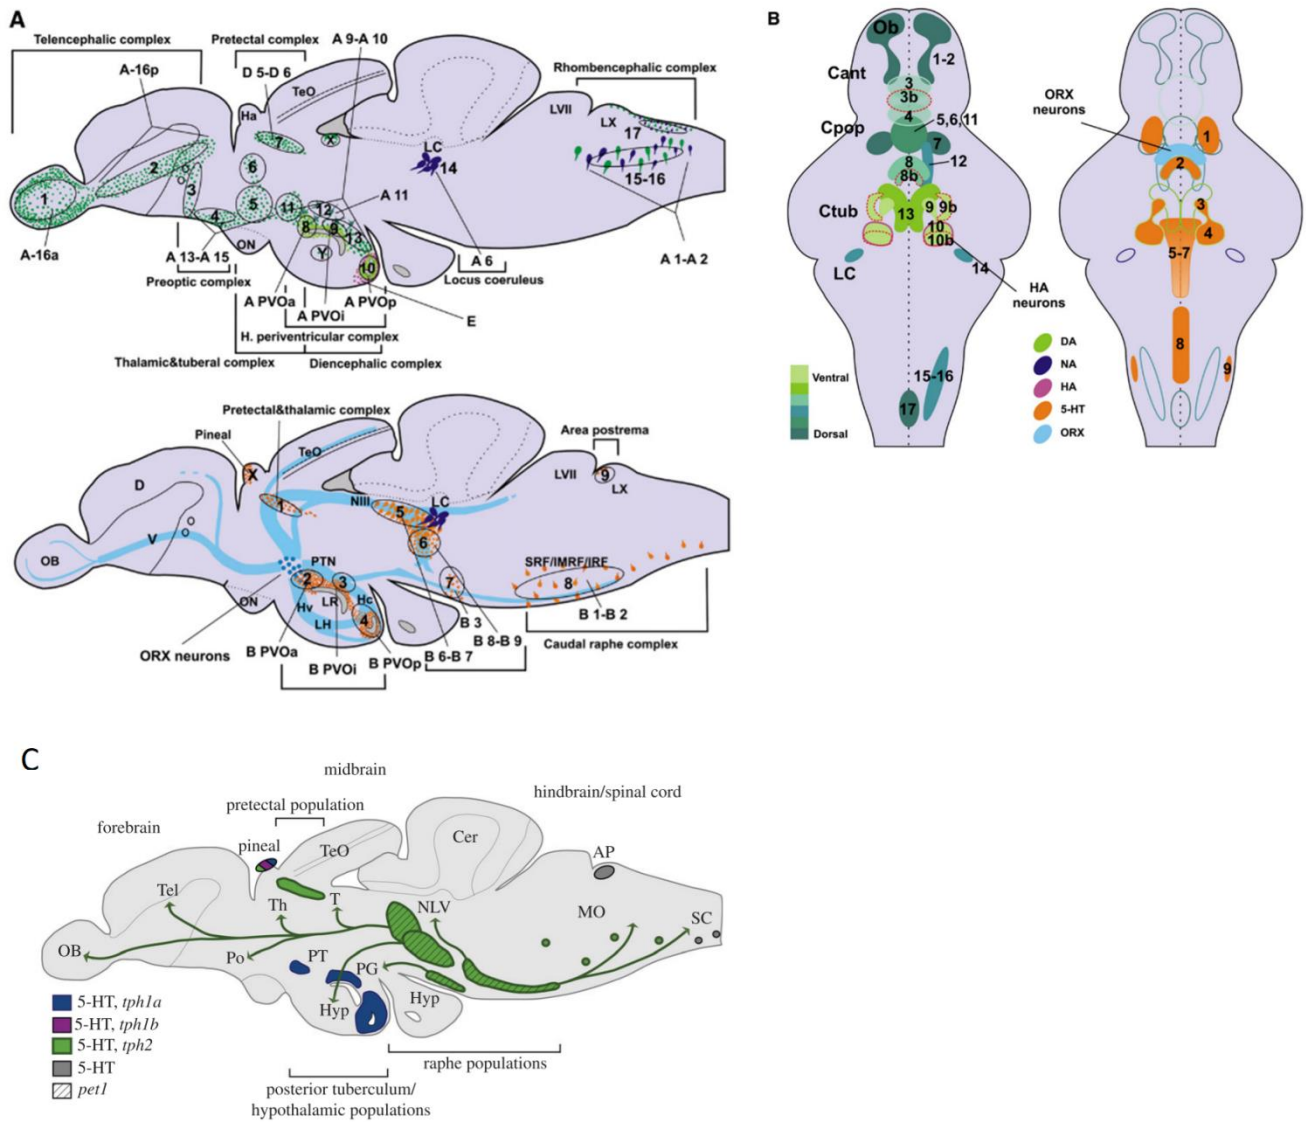 A
Telencephalic complex
Pretectal complex
A 9-A 10
A-16p
D 5-D 6
TeO
Rhombencephalic complex
Ha
LVII
LX
17
7
X
LC
14
15-16
2
6
1
3
5
11
12
A 11
4
8
9
13
Y
10
ON
A-16a
A 13-A 15
A 6
A 1-A 2
Preoptic complex
Locus coeruleus
A PVOa
A PVOp
A PVOi
E
H. periventricular complex
Thalamic&tuberal complex
Diencephalic complex
Pretectal&thalamic complex
Pineal
Area postrema
TeO
X
LVII
9
LX
D
1
NIII
LC
5
V
6
OB
PTN
SRF/IMRF/IRF
2
3
7
8
ON
Hv
LR
Hc
LH
4
B 3
B 1-B 2
ORX neurons
B PVOa
B 8-B 9
Caudal raphe complex
B PVOi
B PVOp
B 6-B 7
B
Ob
1-2
Cant
3
3b
4
5,6,11
Cpop
7
8
8b
12
Ctub
13
9
9b
10
10b
LC
14
HA
neurons
15-16
17
Ventral
Dorsal
ORX
neurons
1
2
3
4
5-7
8
9
DA
NA
HA
5-HT
ORX
C
midbrain
hindbrain/spinal cord
pretectal population
forebrain
pineal
TeO
Cer
AP
Tel
Th
T
NLV
MO
SC
OB
Po
PT
PG
Hyp
Hyp
5-HT, tph1a
5-HT, tph1b
5-HT, tph2
5-HT
pet1
raphe populations
posterior tuberculum/
hypothalamic populations